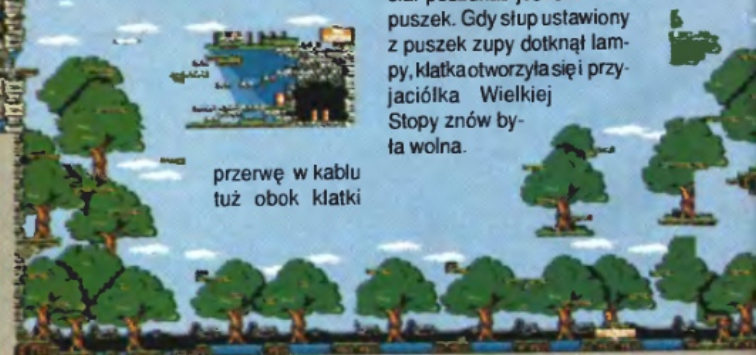 przerwę w kablu
tuż obok klatki
puszek. Gdy słup ustawiony
z puszek zupy dotknął lam-
py, klatka otworzyła się i przy-
jaciółka Wielkiej
Stopy znów by-
ła wolna.